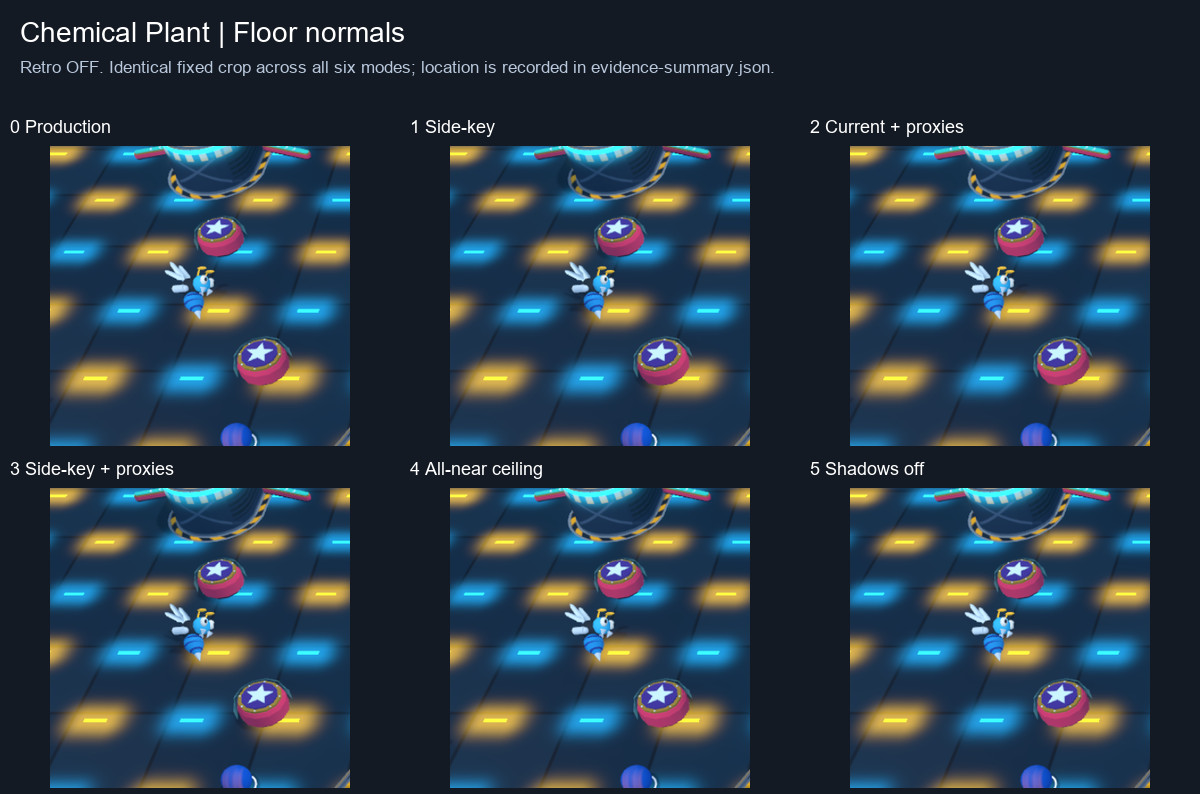 Chemical Plant | Floor normals
Retro OFF. Identical fixed crop across all six modes; location is recorded in evidence-summary.json.
0 Production
1 Side-key
2 Current + proxies
3 Side-key + proxies
4 All-near ceiling
5 Shadows off